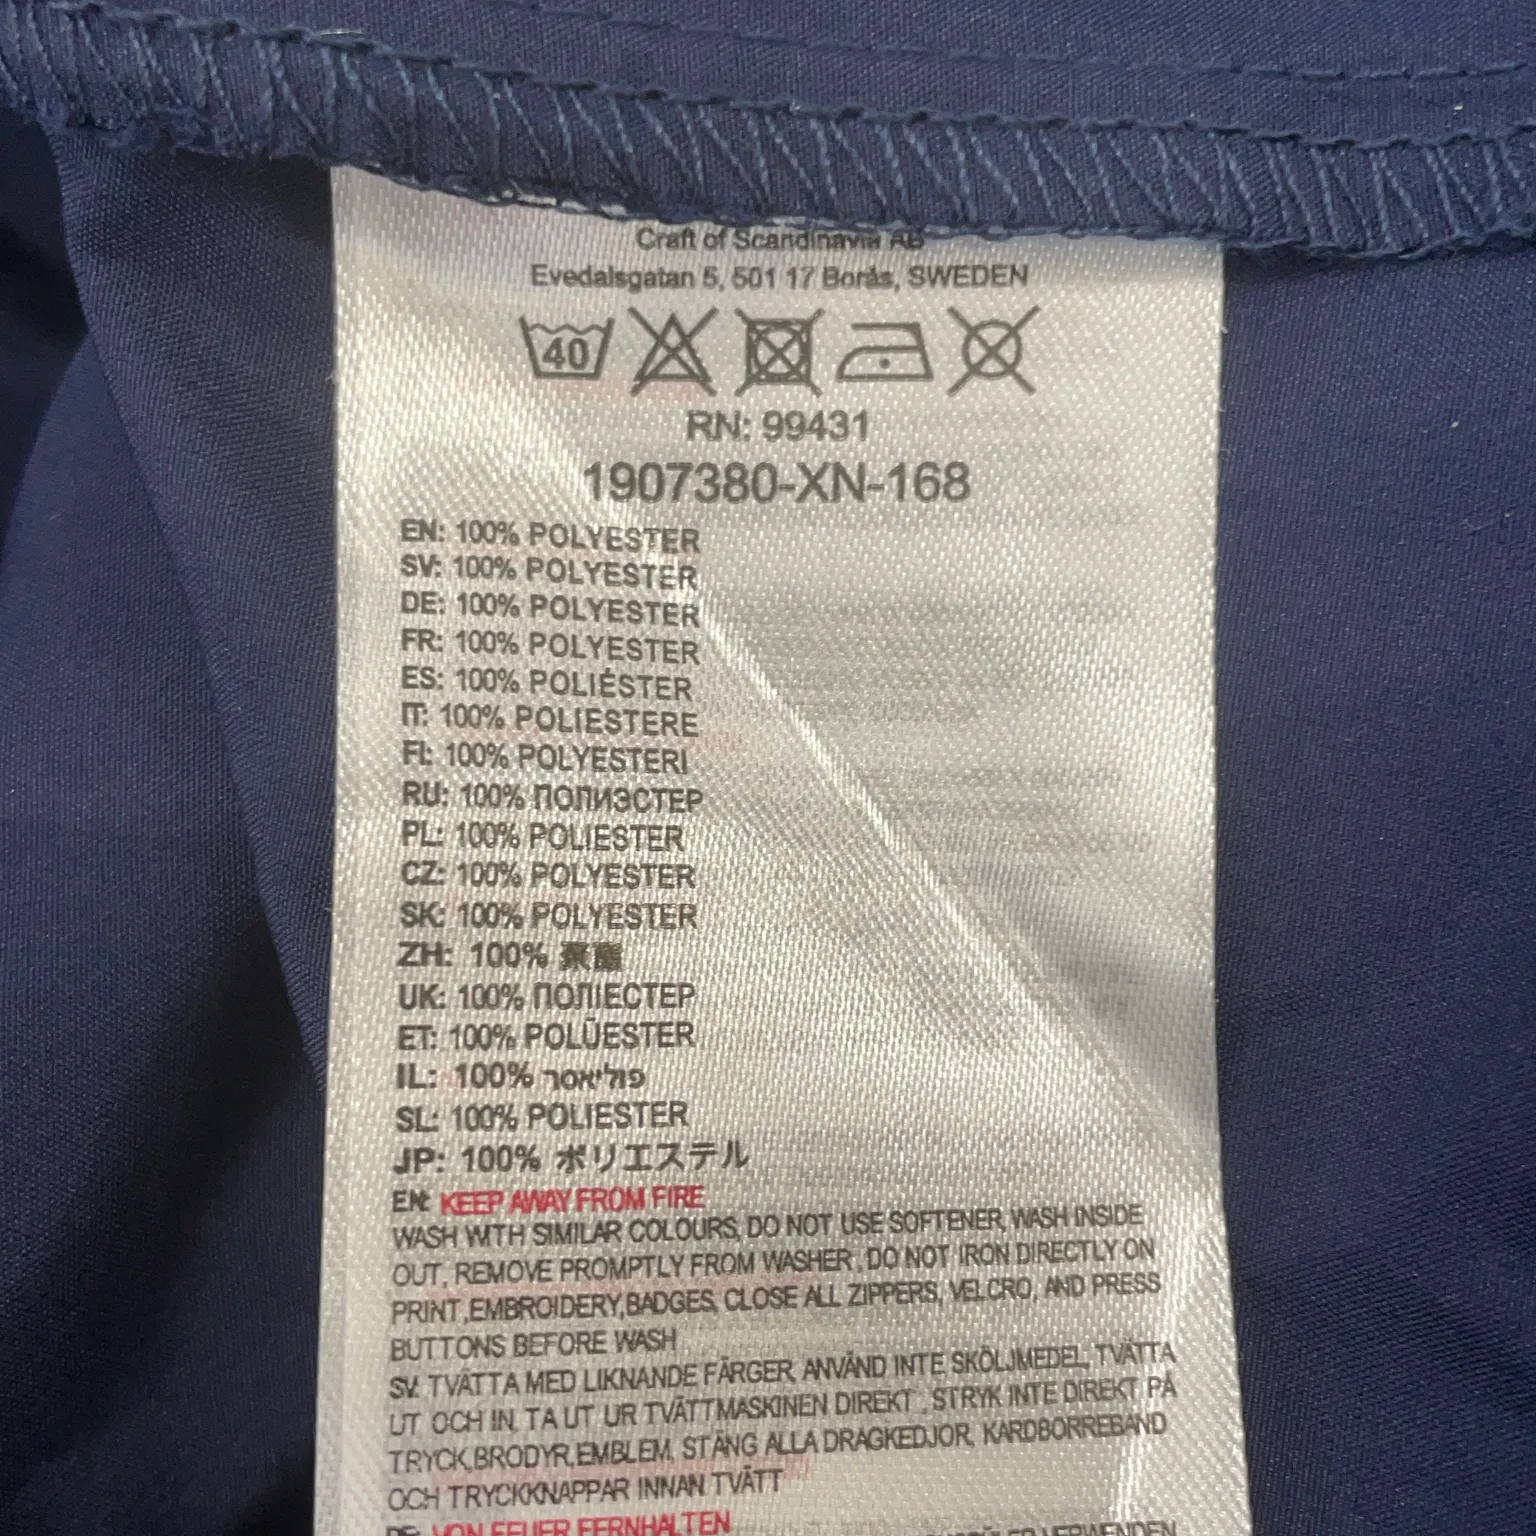 Craft of Scandinavia AB
Evedalsgatan 5, 501 17 Borås, SWEDEN
40
RN: 99431
1907380-XN-168
EN: 100% POLYESTER
SV: 100% POLYESTER
DE: 100% POLYESTER
FR: 100% POLYESTER
ES: 100% POLIÉSTER
IT: 100% POLIESTERE
FI: 100% POLYESTERI
RU: 100% ПОЛИЭСТЕР
PL: 100% POLIESTER
CZ: 100% POLYESTER
SK: 100% POLYESTER
ZH: 100% 聚酯
UK: 100% ПОЛІЕСТЕР
ET: 100% POLÜESTER
IL: 100% פוליאסר
SL: 100% POLIESTER
JP: 100% ポリエステル
EN: KEEP AWAY FROM FIRE
WASH WITH SIMILAR COLOURS, DO NOT USE SOFTENER, WASH INSIDE
OUT, REMOVE PROMPTLY FROM WASHER, DO NOT IRON DIRECTLY ON
PRINT,EMBROIDERY,BADGES, CLOSE ALL ZIPPERS, VELCRO, AND PRESS
BUTTONS BEFORE WASH
SV: TVÄTTA MED LIKNANDE FÄRGER, ANVÄND INTE SKÖLJMEDEL, TVÄTTA
UT OCH IN, TA UT UR TVÄTTMASKINEN DIREKT, STRYK INTE DIREKT PÅ
TRYCK,BRODYR,EMBLEM, STÄNG ALLA DRAGKEDJOR, KARDBORREBAND
OCH TRYCKKNAPPAR INNAN TVÄTT
DE: VON FEUER FERNHALTEN
VERWENDEN